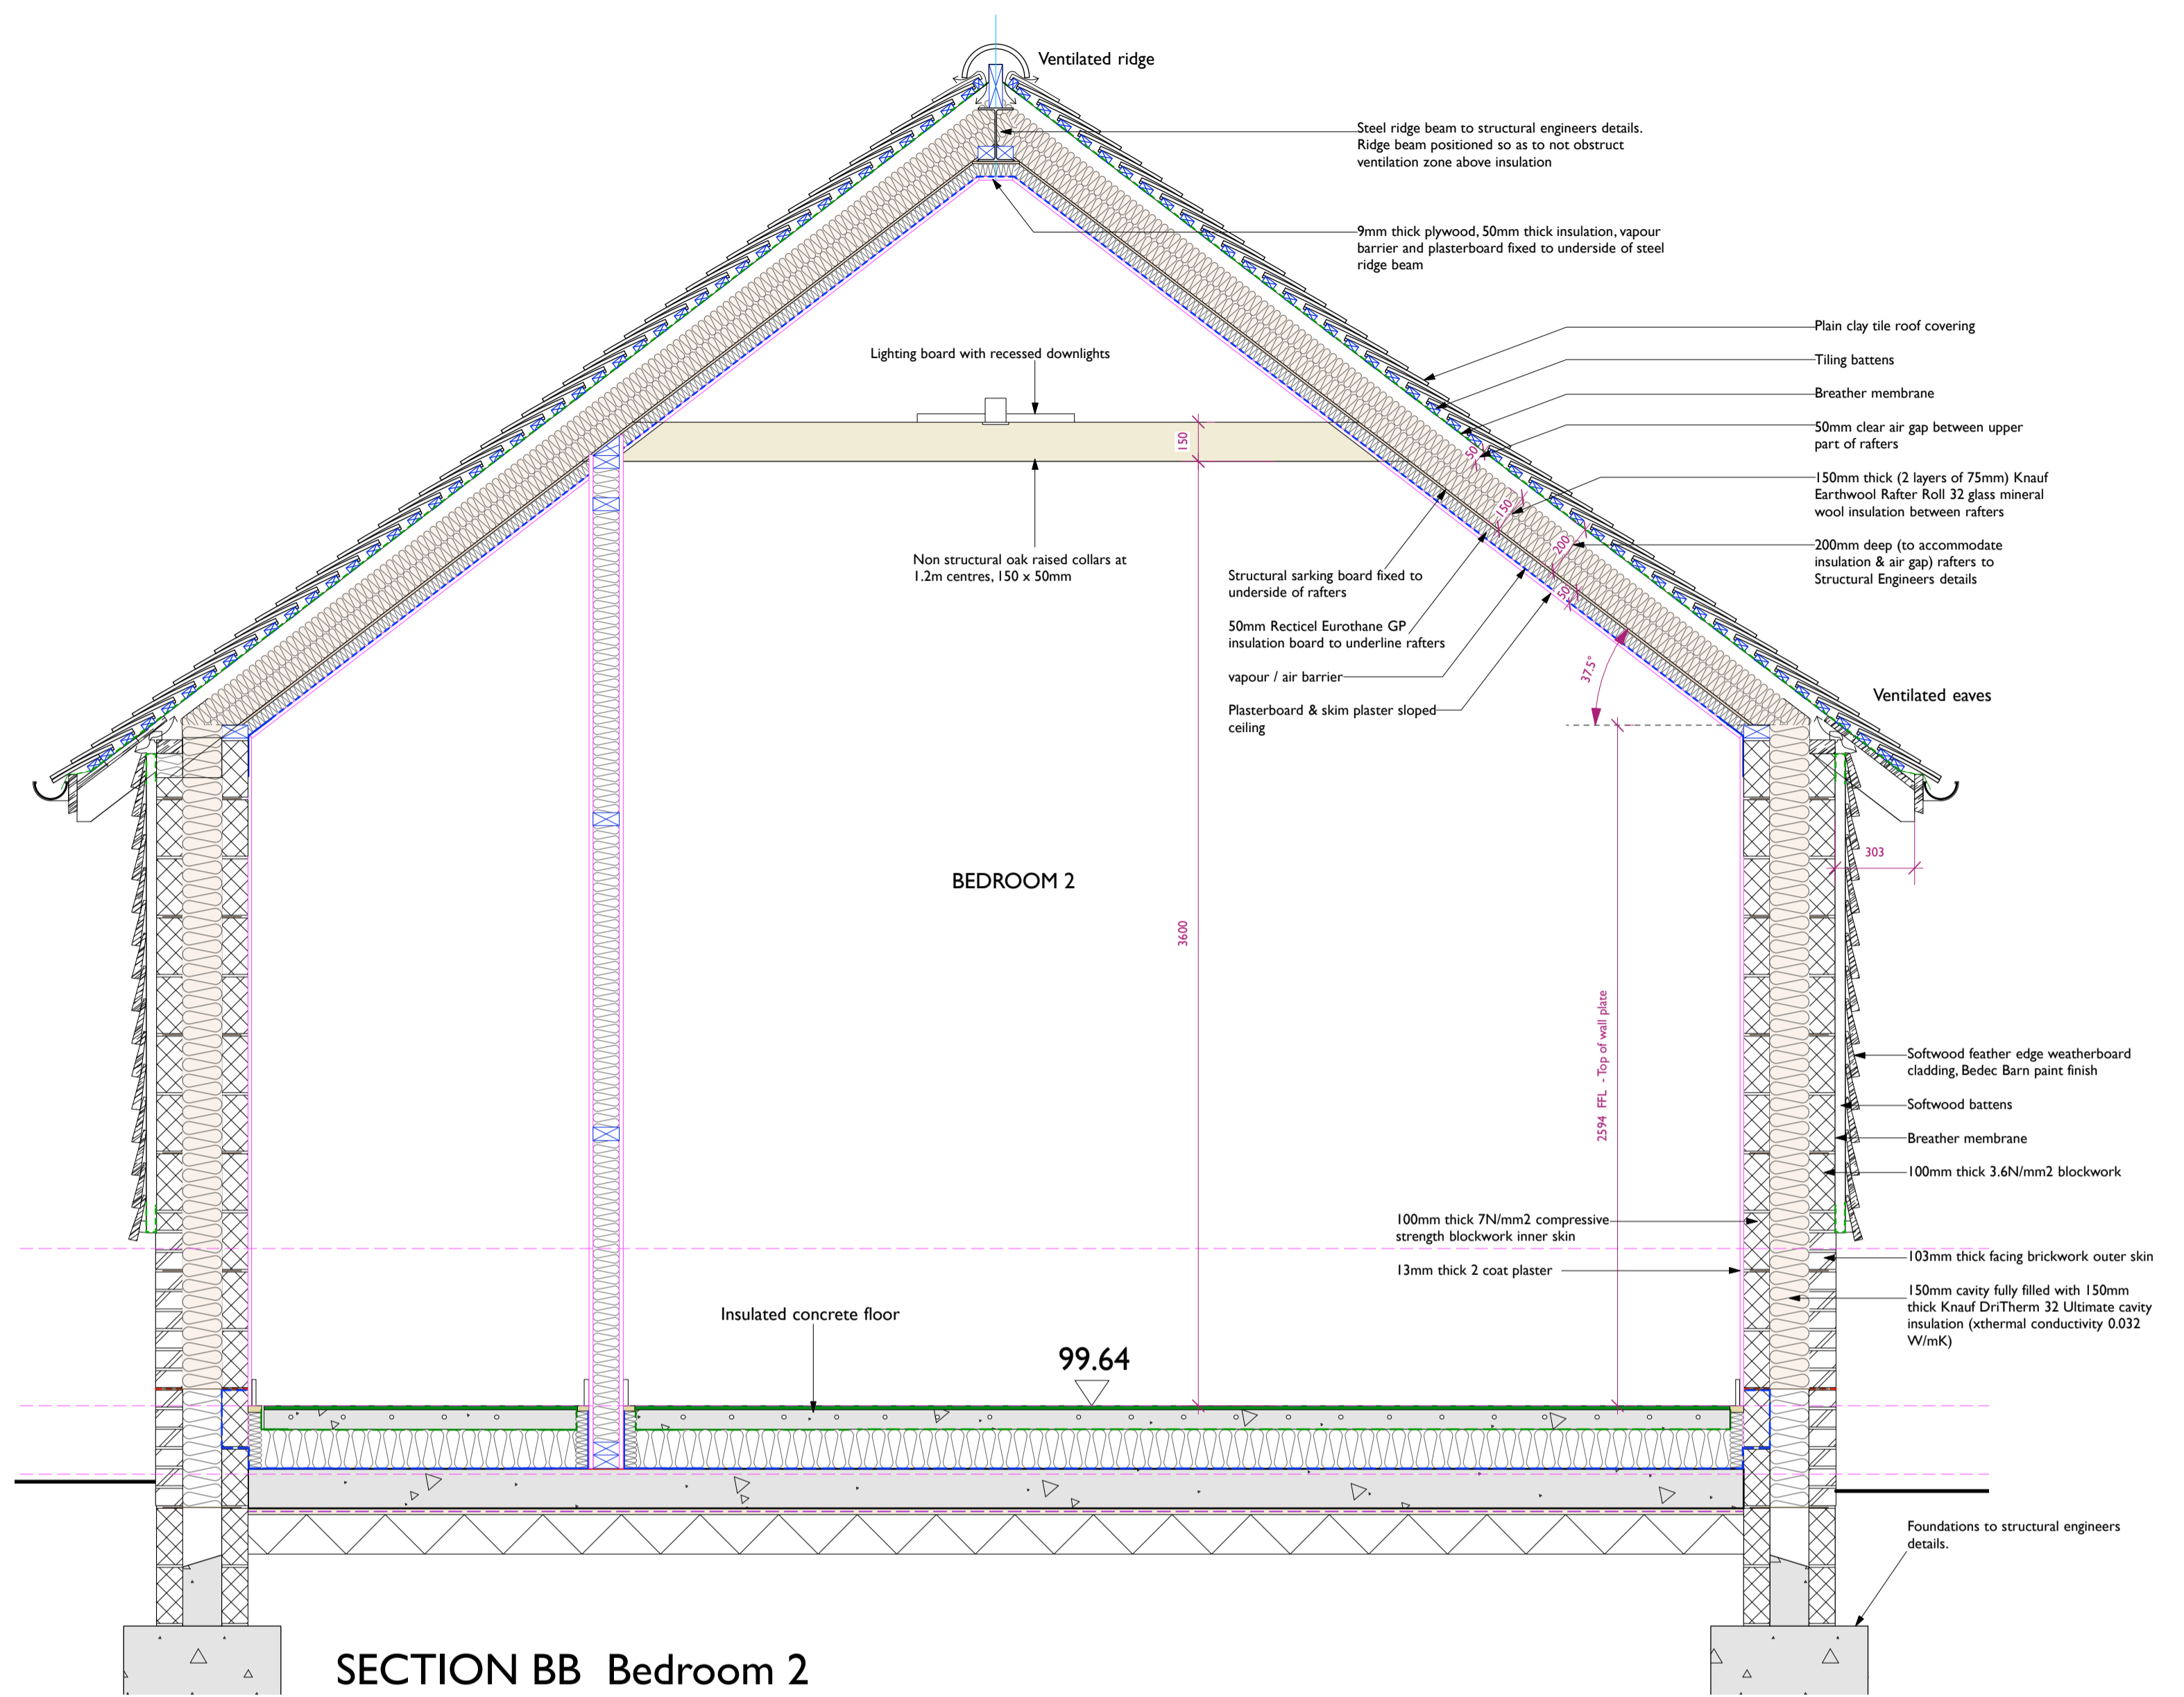 Ventilated ridge
Steel ridge beam to structural engineers details.
Ridge beam positioned so as to not obstruct
ventilation zone above insulation
9mm thick plywood, 50mm thick insulation, vapour
barrier and plasterboard fixed to underside of steel
ridge beam
Plain clay tile roof covering
Tiling battens
Breather membrane
50mm clear air gap between upper
part of rafters
150mm thick (2 layers of 75mm) Knauf
Earthwool Rafter Roll 32 glass mineral
wool insulation between rafters
200mm deep (to accommodate
insulation & air gap) rafters to
Structural Engineers details
Lighting board with recessed downlights
150
50
150
200
50
Non structural oak raised collars at
1.2m centres, 150 x 50mm
Structural sarking board fixed to
underside of rafters
50mm Recticel Eurothane GP
insulation board to underline rafters
vapour / air barrier
Plasterboard & skim plaster sloped
ceiling
37.5°
Ventilated eaves
303
BEDROOM 2
3600
2594 FFL - Top of wall plate
Softwood feather edge weatherboard
cladding, Bedec Barn paint finish
Softwood battens
Breather membrane
100mm thick 3.6N/mm2 blockwork
100mm thick 7N/mm2 compressive
strength blockwork inner skin
13mm thick 2 coat plaster
103mm thick facing brickwork outer skin
150mm cavity fully filled with 150mm
thick Knauf DriTherm 32 Ultimate cavity
insulation (xthermal conductivity 0.032
W/mK)
Insulated concrete floor
99.64
Foundations to structural engineers
details.
SECTION BB Bedroom 2